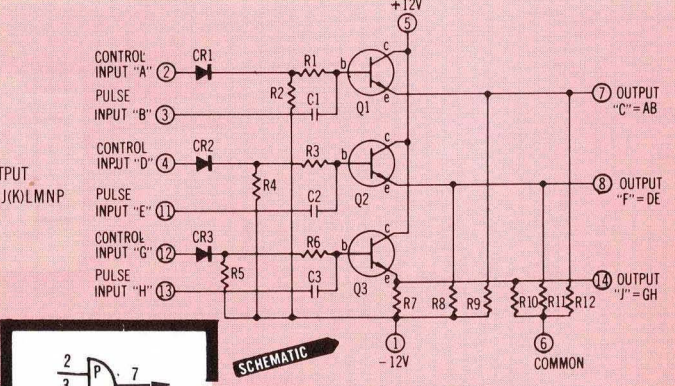 +12V
5
CONTROL
INPUT "A" 2
CR1
R1
b
c
e
Q1
R2
PULSE
INPUT "B" 3
C1
7 OUTPUT
"C"=AB
CONTROL
INPUT "D" 4
CR2
R3
b
c
e
Q2
R4
TPUT
J(K)LMNP
PULSE
INPUT "E" 11
C2
8 OUTPUT
"F"=DE
CONTROL
INPUT "G" 12
CR3
R6
b
c
e
Q3
R5
PULSE
INPUT "H" 13
C3
14 OUTPUT
"J"=GH
R7 R8 R9 R10 R11 R12
1
-12V
6
COMMON
SCHEMATIC
2
3
P
7